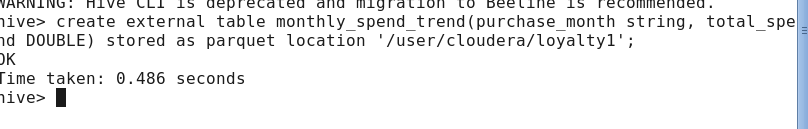 WARNING: Hive CLI is deprecated and migration to Beeline is recommended.
hive> create external table monthly_spend_trend(purchase_month string, total_spe
nd DOUBLE) stored as parquet location '/user/cloudera/loyalty1';
OK
Time taken: 0.486 seconds
hive>